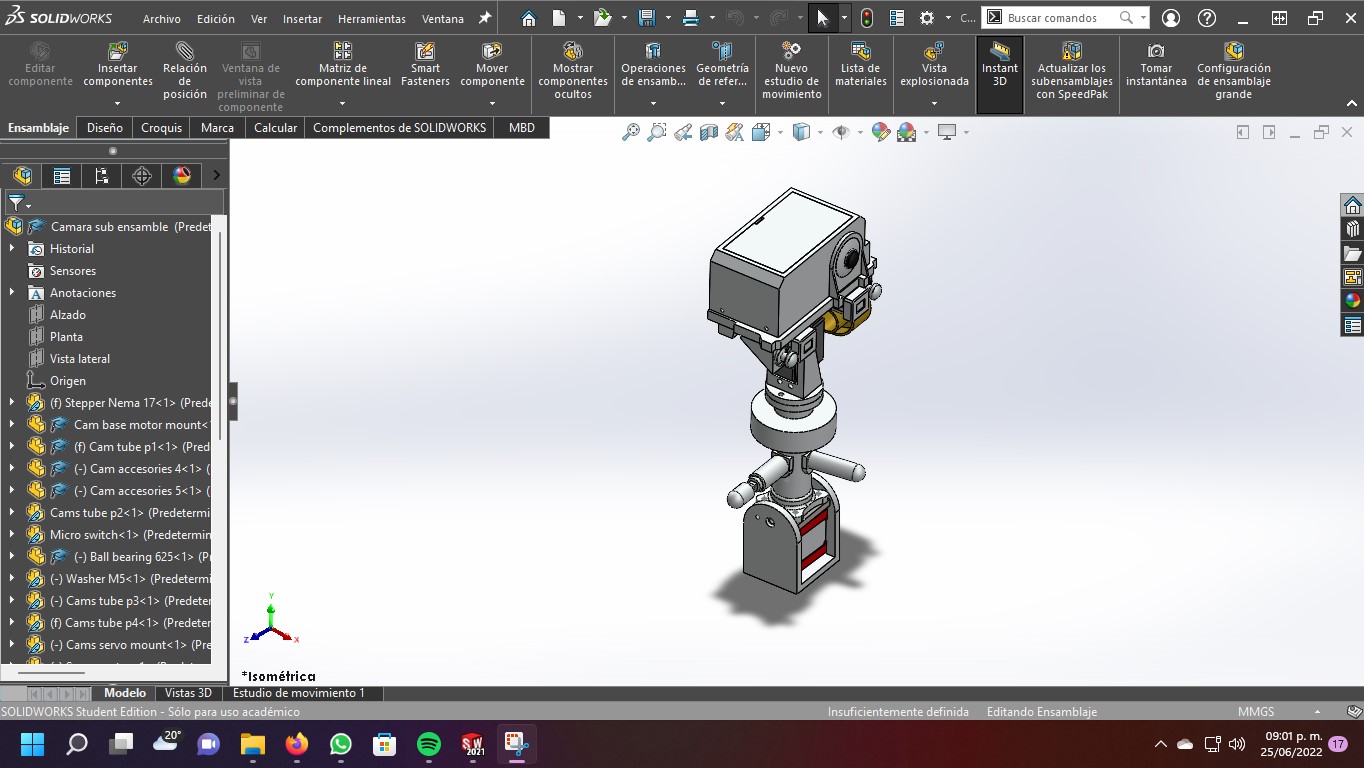 SOLIDWORKS
Archivo Edición Ver Insertar Herramientas Ventana
C...
Buscar comandos
Editar componente
Insertar componentes
Relación de posición
Ventana de vista preliminar de componente
Matriz de componente lineal
Smart Fasteners
Mover componente
Mostrar componentes ocultos
Operaciones de ensamb...
Geometría de refer...
Nuevo estudio de movimiento
Lista de materiales
Vista explosionada
Instant 3D
Actualizar los subensamblajes con SpeedPak
Tomar instantánea
Configuración de ensamblaje grande
Ensamblaje Diseño Croquis Marca Calcular Complementos de SOLIDWORKS MBD
Camara sub ensamble (Predet
Historial
Sensores
Anotaciones
Alzado
Planta
Vista lateral
Origen
(f) Stepper Nema 17<1> (Prede
Cam base motor mount<
(f) Cam tube p1<1> (Pred
(-) Cam accesories 4<1> (
(-) Cam accesories 5<1> (
Cams tube p2<1> (Predetermi
Micro switch<1> (Predetermin
(-) Ball bearing 625<1> (P
(-) Washer M5<1> (Predetermi
(-) Cams tube p3<1> (Predeter
(f) Cams tube p4<1> (Predeter
(-) Cams servo mount<1> (Pre
Y
Z
X
*Isométrica
Modelo Vistas 3D Estudio de movimiento 1
SOLIDWORKS Student Edition - Sólo para uso académico
Insuficientemente definida Editando Ensamblaje MMGS
20°
SW 2021
09:01 p. m.
25/06/2022
17